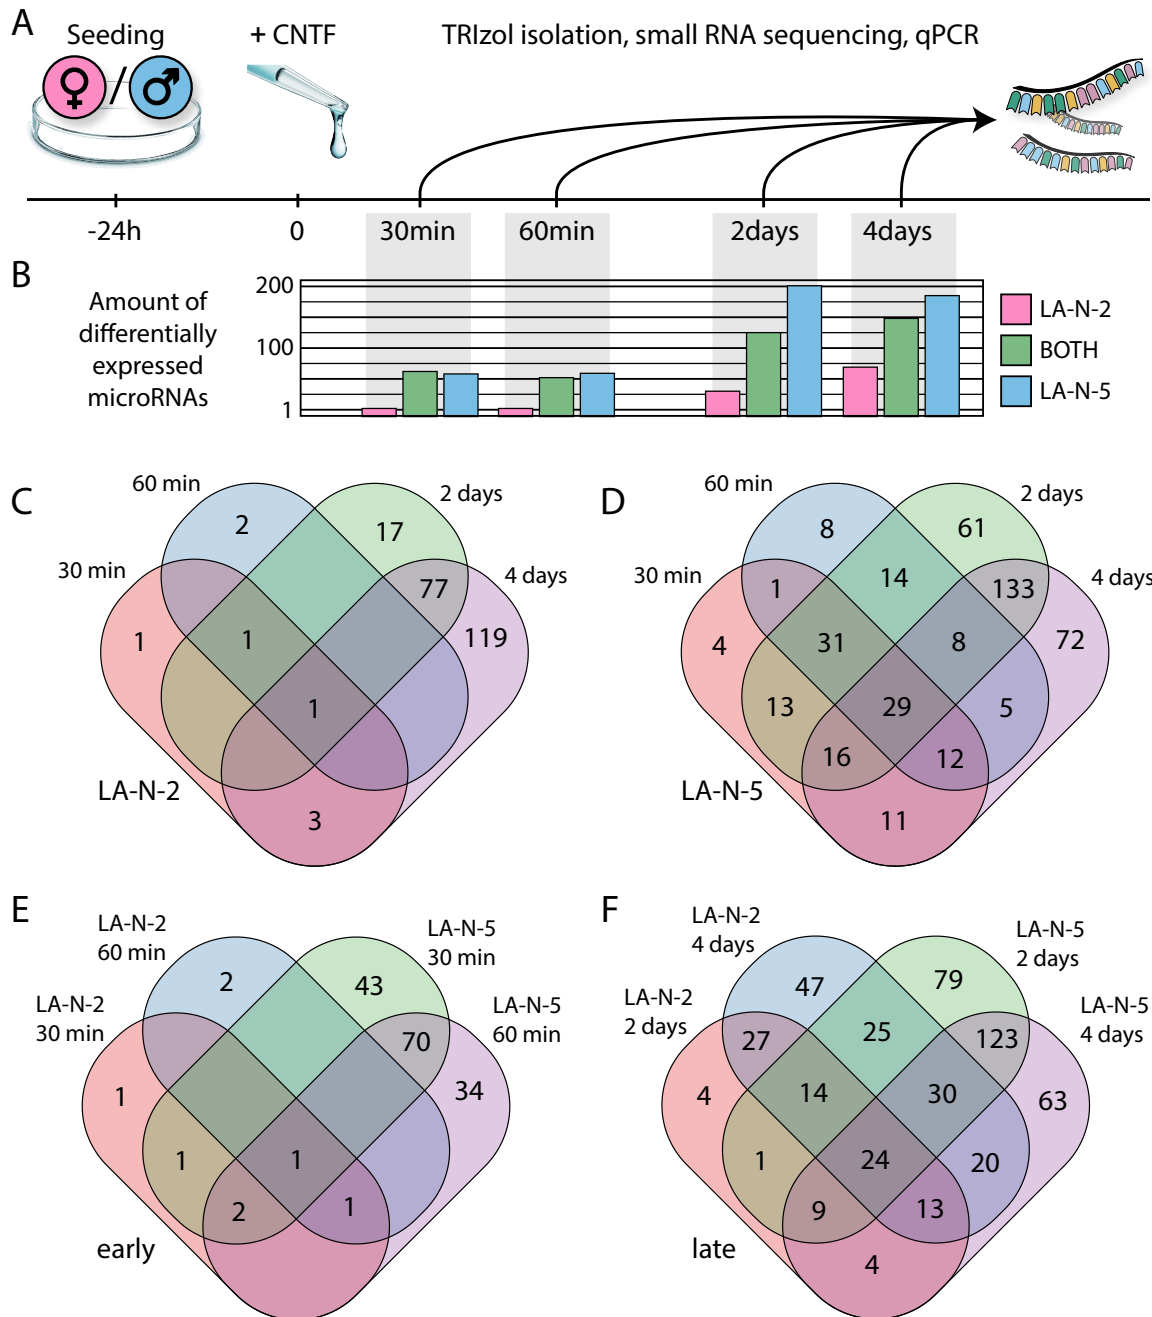 A
Seeding
+ CNTF
TRIzol isolation, small RNA sequencing, qPCR
♀ / ♂
-24h
0
30min
60min
2days
4days
B
Amount of
differentially
expressed
microRNAs
200
100
1
LA-N-2
BOTH
LA-N-5
C
60 min
2 days
30 min
4 days
2
17
77
1
1
119
1
LA-N-2
3
D
60 min
2 days
30 min
4 days
8
61
14
1
133
4
31
8
72
13
29
5
16
12
LA-N-5
11
E
LA-N-2
60 min
LA-N-5
30 min
LA-N-2
30 min
LA-N-5
60 min
2
43
70
1
34
1
1
2
1
early
F
LA-N-2
4 days
LA-N-5
2 days
LA-N-2
2 days
LA-N-5
4 days
47
79
27
25
123
4
14
30
63
1
24
20
9
13
late
4